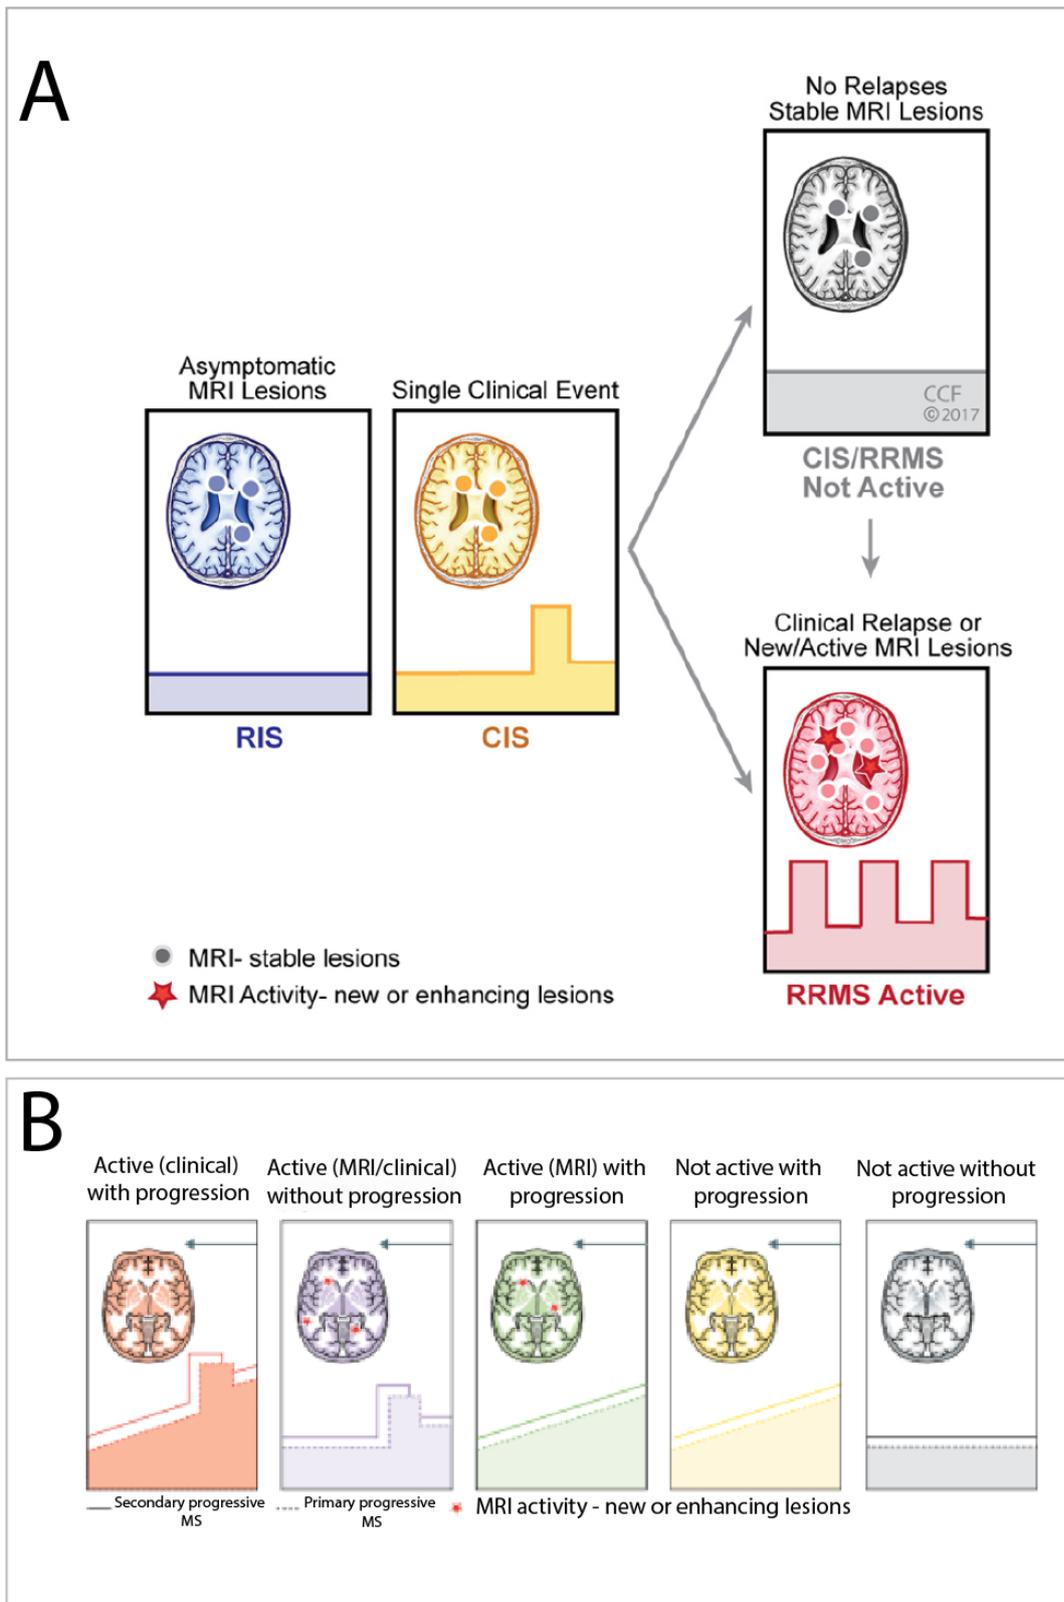 A
No Relapses
Stable MRI Lesions
CCF
©2017
CIS/RRMS
Not Active
Asymptomatic
MRI Lesions
RIS
Single Clinical Event
CIS
Clinical Relapse or
New/Active MRI Lesions
RRMS Active
MRI- stable lesions
MRI Activity- new or enhancing lesions
B
Active (clinical)
with progression
Active (MRI/clinical)
without progression
Active (MRI) with
progression
Not active with
progression
Not active without
progression
Secondary progressive
MS
Primary progressive
MS
MRI activity - new or enhancing lesions